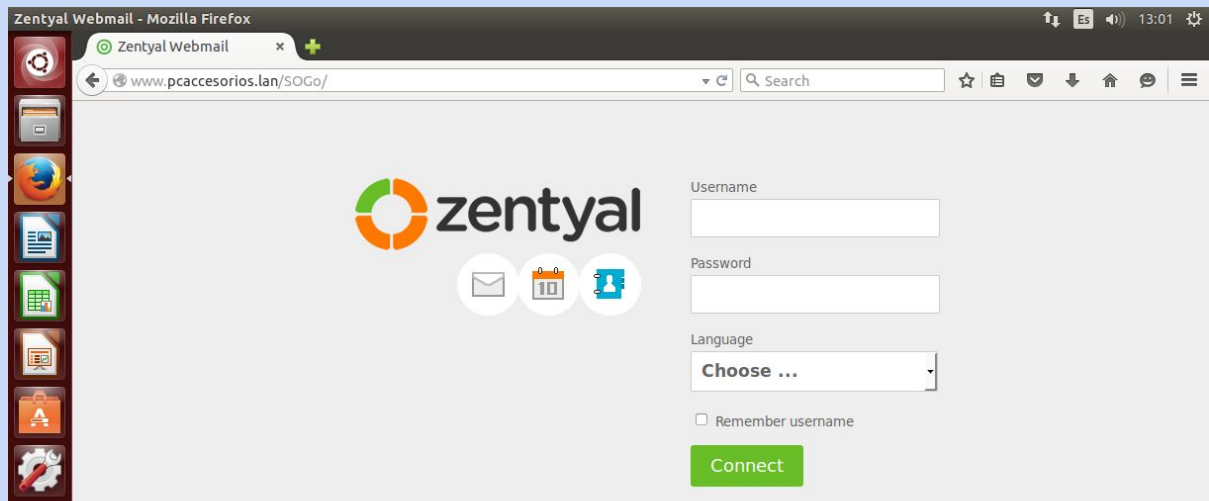 Zentyal Webmail - Mozilla Firefox
Es
13:01
Zentyal Webmail
www.pcaccesorios.lan/SOGo/
Search
zentyal
10
Username
Password
Language
Choose ...
Remember username
Connect